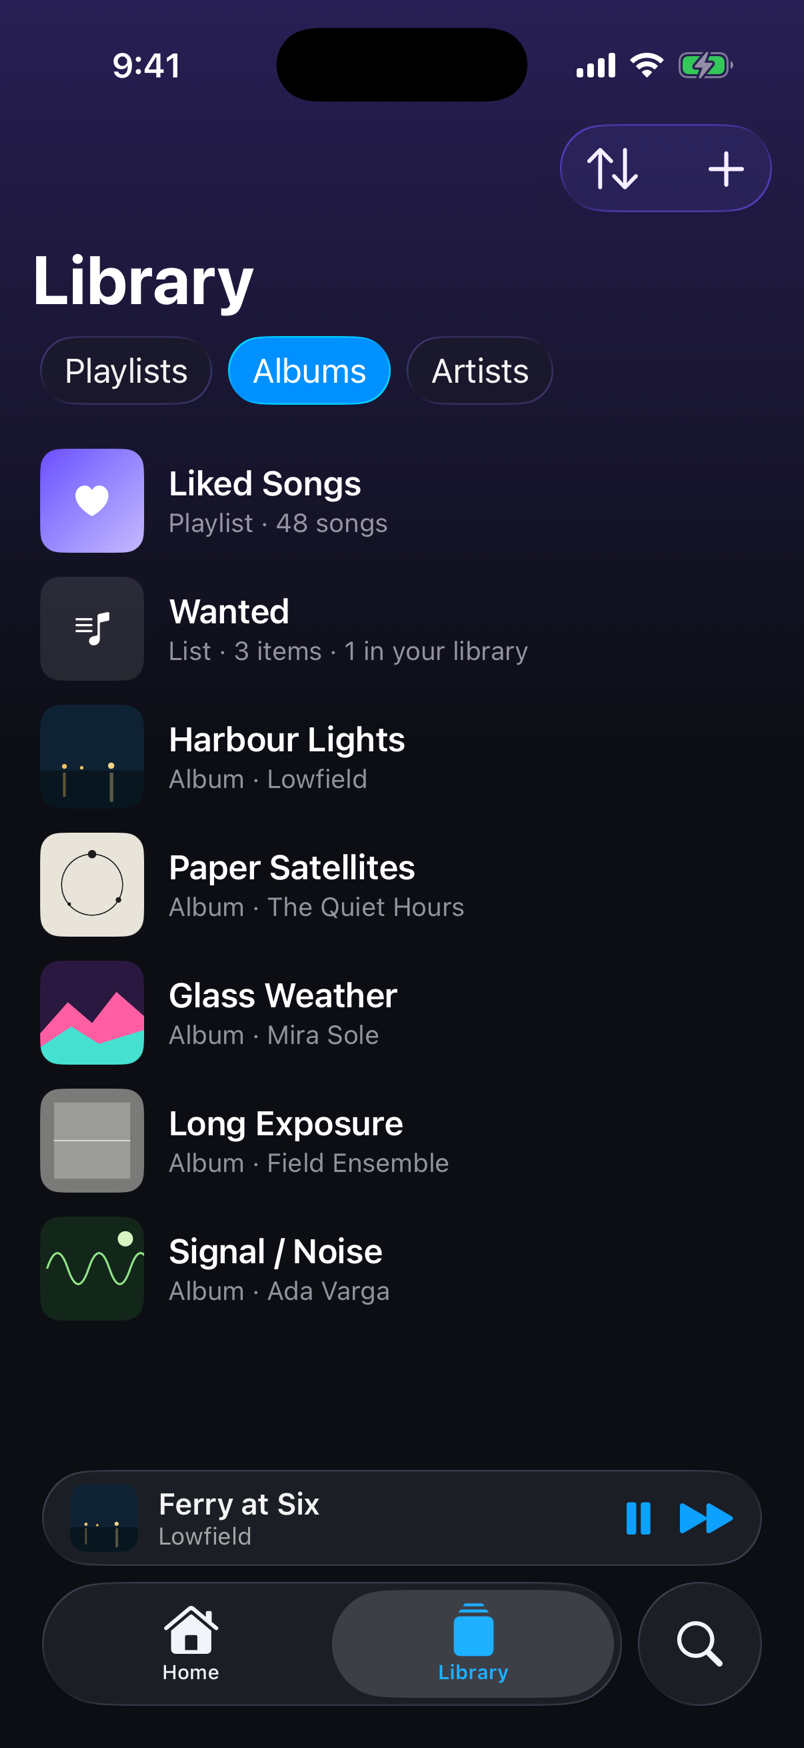 9:41
Library
Playlists
Albums
Artists
Liked Songs
Playlist · 48 songs
Wanted
List · 3 items · 1 in your library
Harbour Lights
Album · Lowfield
Paper Satellites
Album · The Quiet Hours
Glass Weather
Album · Mira Sole
Long Exposure
Album · Field Ensemble
Signal / Noise
Album · Ada Varga
Ferry at Six
Lowfield
Home
Library